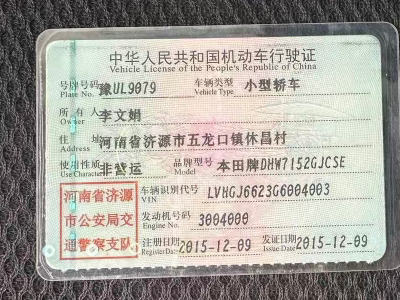 中华人民共和国机动车行驶证
Vehicle License of the People's Republic of China
号牌号码 豫UL9079 车辆类型 小型轿车
Plate No. Vehicle Type
所有人 李文娟
Owner
住址 河南省济源市五龙口镇休昌村
Address
使用性质 非营运 品牌型号 本田牌DHW7152GJCSE
Use Character Model
河南省济源市公安局交通警察支队
车辆识别代号 LVHGJ6623G6004003
VIN
发动机号码 3004000
Engine No.
注册日期 2015-12-09 发证日期 2015-12-09
Register Date Issue Date